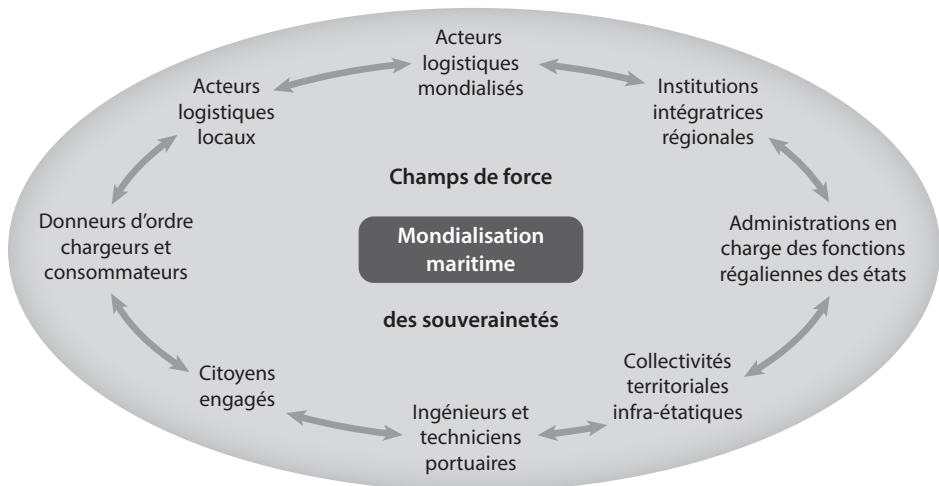 Acteurs
logistiques
mondialisés
Acteurs
logistiques
locaux
Institutions
intégratrices
régionales
Champs de force
Donneurs d'ordre
chargeurs et
consommateurs
Mondialisation
maritime
Administrations en
charge des fonctions
régaliennes des états
des souverainetés
Citoyens
engagés
Collectivités
territoriales
infra-étatiques
Ingénieurs et
techniciens
portuaires